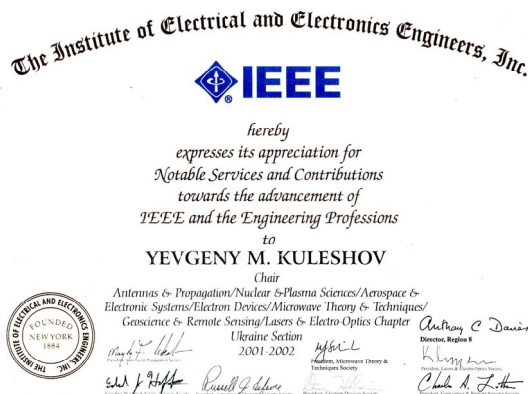 The Institute of Electrical and Electronics Engineers, Inc.
IEEE
hereby
expresses its appreciation for
Notable Services and Contributions
towards the advancement of
IEEE and the Engineering Professions
to
YEVGENY M. KULESHOV
Chair
Antennas & Propagation/Nuclear &Plasma Sciences/Aerospace &
Electronic Systems/Electron Devices/Microwave Theory & Techniques/
Geoscience & Remote Sensing/Lasers & Electro-Optics Chapter
Ukraine Section
2001-2002
THE INSTITUTE OF ELECTRICAL AND ELECTRONICS ENGINEERS, INC.
FOUNDED
NEW YORK
1884
Anthony C Davies
Director, Region 8
President, Microwave Theory &
Techniques Society
President, Lasers & Electro-Optics Society
Russell J Lefevre